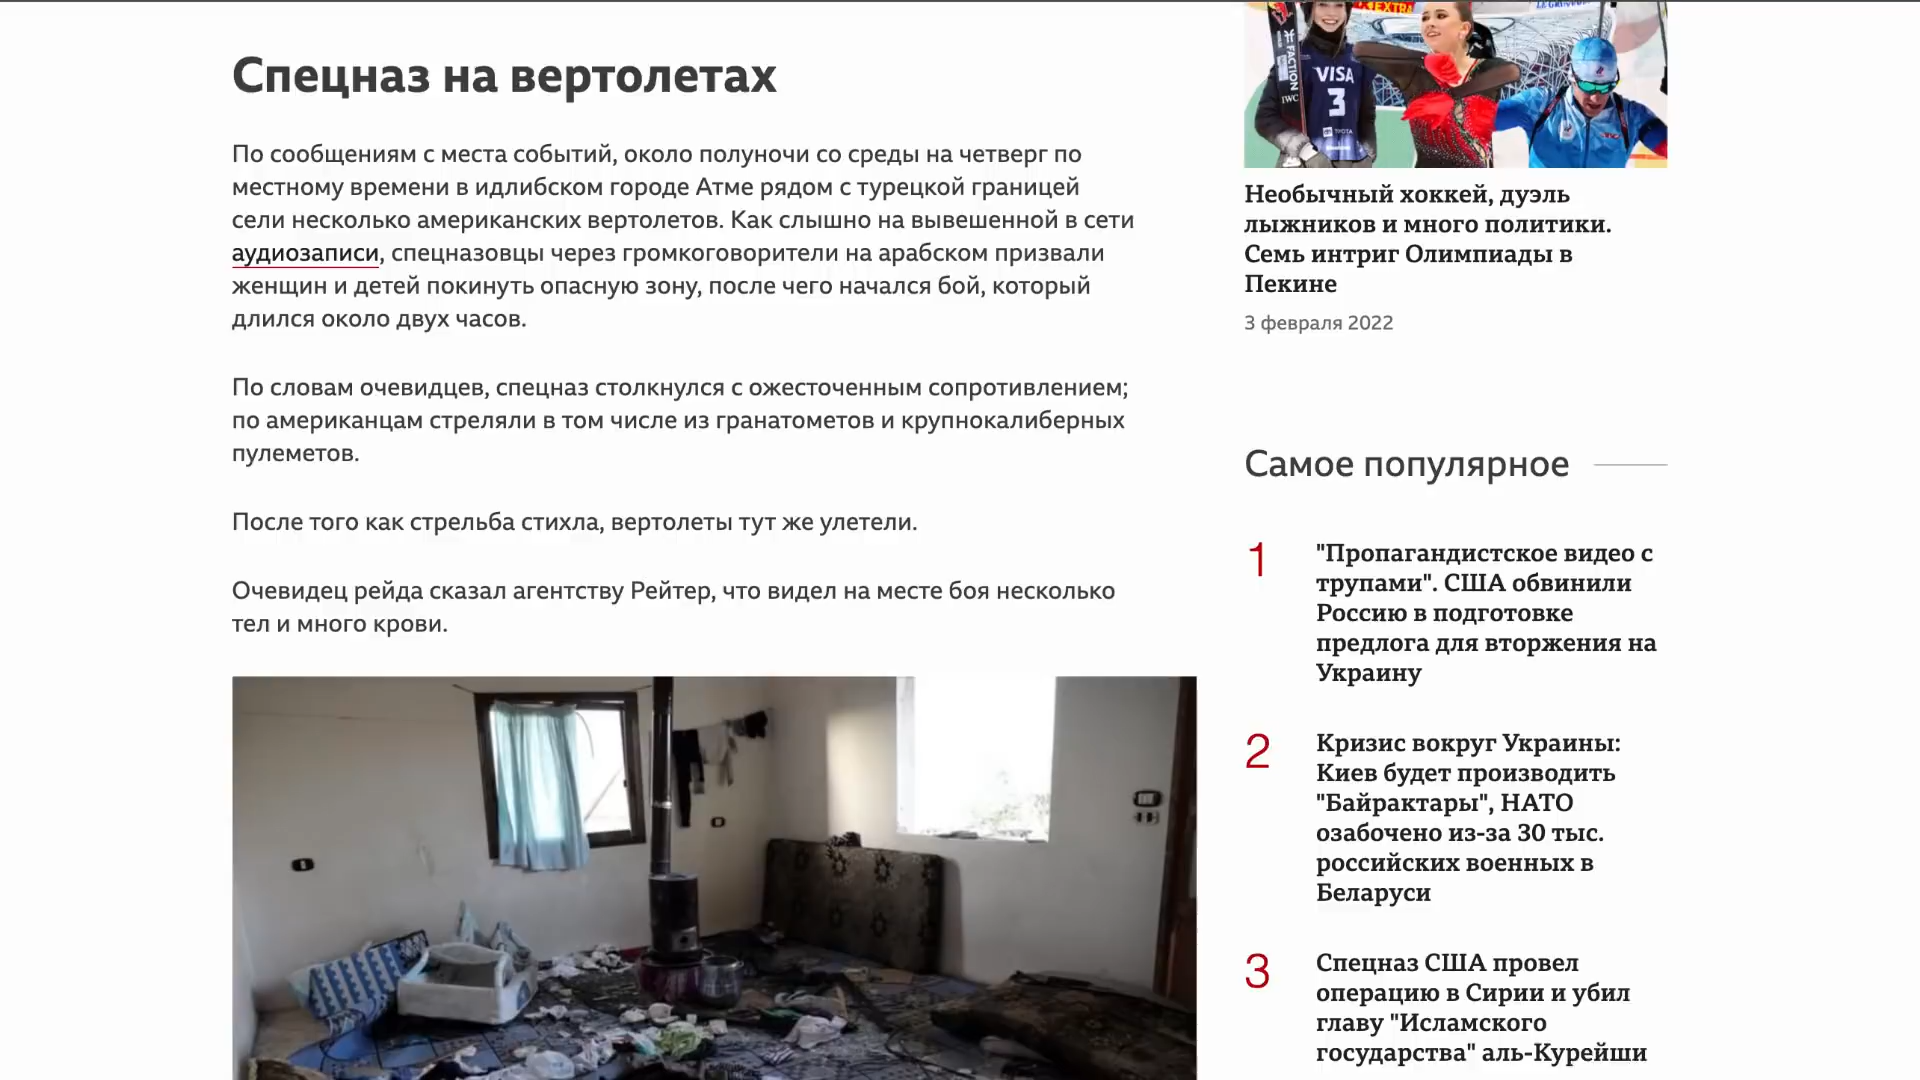 Спецназ на вертолетах
По сообщениям с места событий, около полуночи со среды на четверг по
местному времени в идлибском городе Атме рядом с турецкой границей
сели несколько американских вертолетов. Как слышно на вывешенной в сети
аудиозаписи, спецназовцы через громкоговорители на арабском призвали
женщин и детей покинуть опасную зону, после чего начался бой, который
длился около двух часов.
По словам очевидцев, спецназ столкнулся с ожесточенным сопротивлением;
по американцам стреляли в том числе из гранатометов и крупнокалиберных
пулеметов.
После того как стрельба стихла, вертолеты тут же улетели.
Очевидец рейда сказал агентству Рейтер, что видел на месте боя несколько
тел и много крови.
EXTRA
FACTION
IWC
VISA
3
TOYOTA
Необычный хоккей, дуэль
лыжников и много политики.
Семь интриг Олимпиады в
Пекине
3 февраля 2022
Самое популярное
1
"Пропагандистское видео с
трупами". США обвинили
Россию в подготовке
предлога для вторжения на
Украину
2
Кризис вокруг Украины:
Киев будет производить
"Байрактары", НАТО
озабочено из-за 30 тыс.
российских военных в
Беларуси
3
Спецназ США провел
операцию в Сирии и убил
главу "Исламского
государства" аль-Курейши